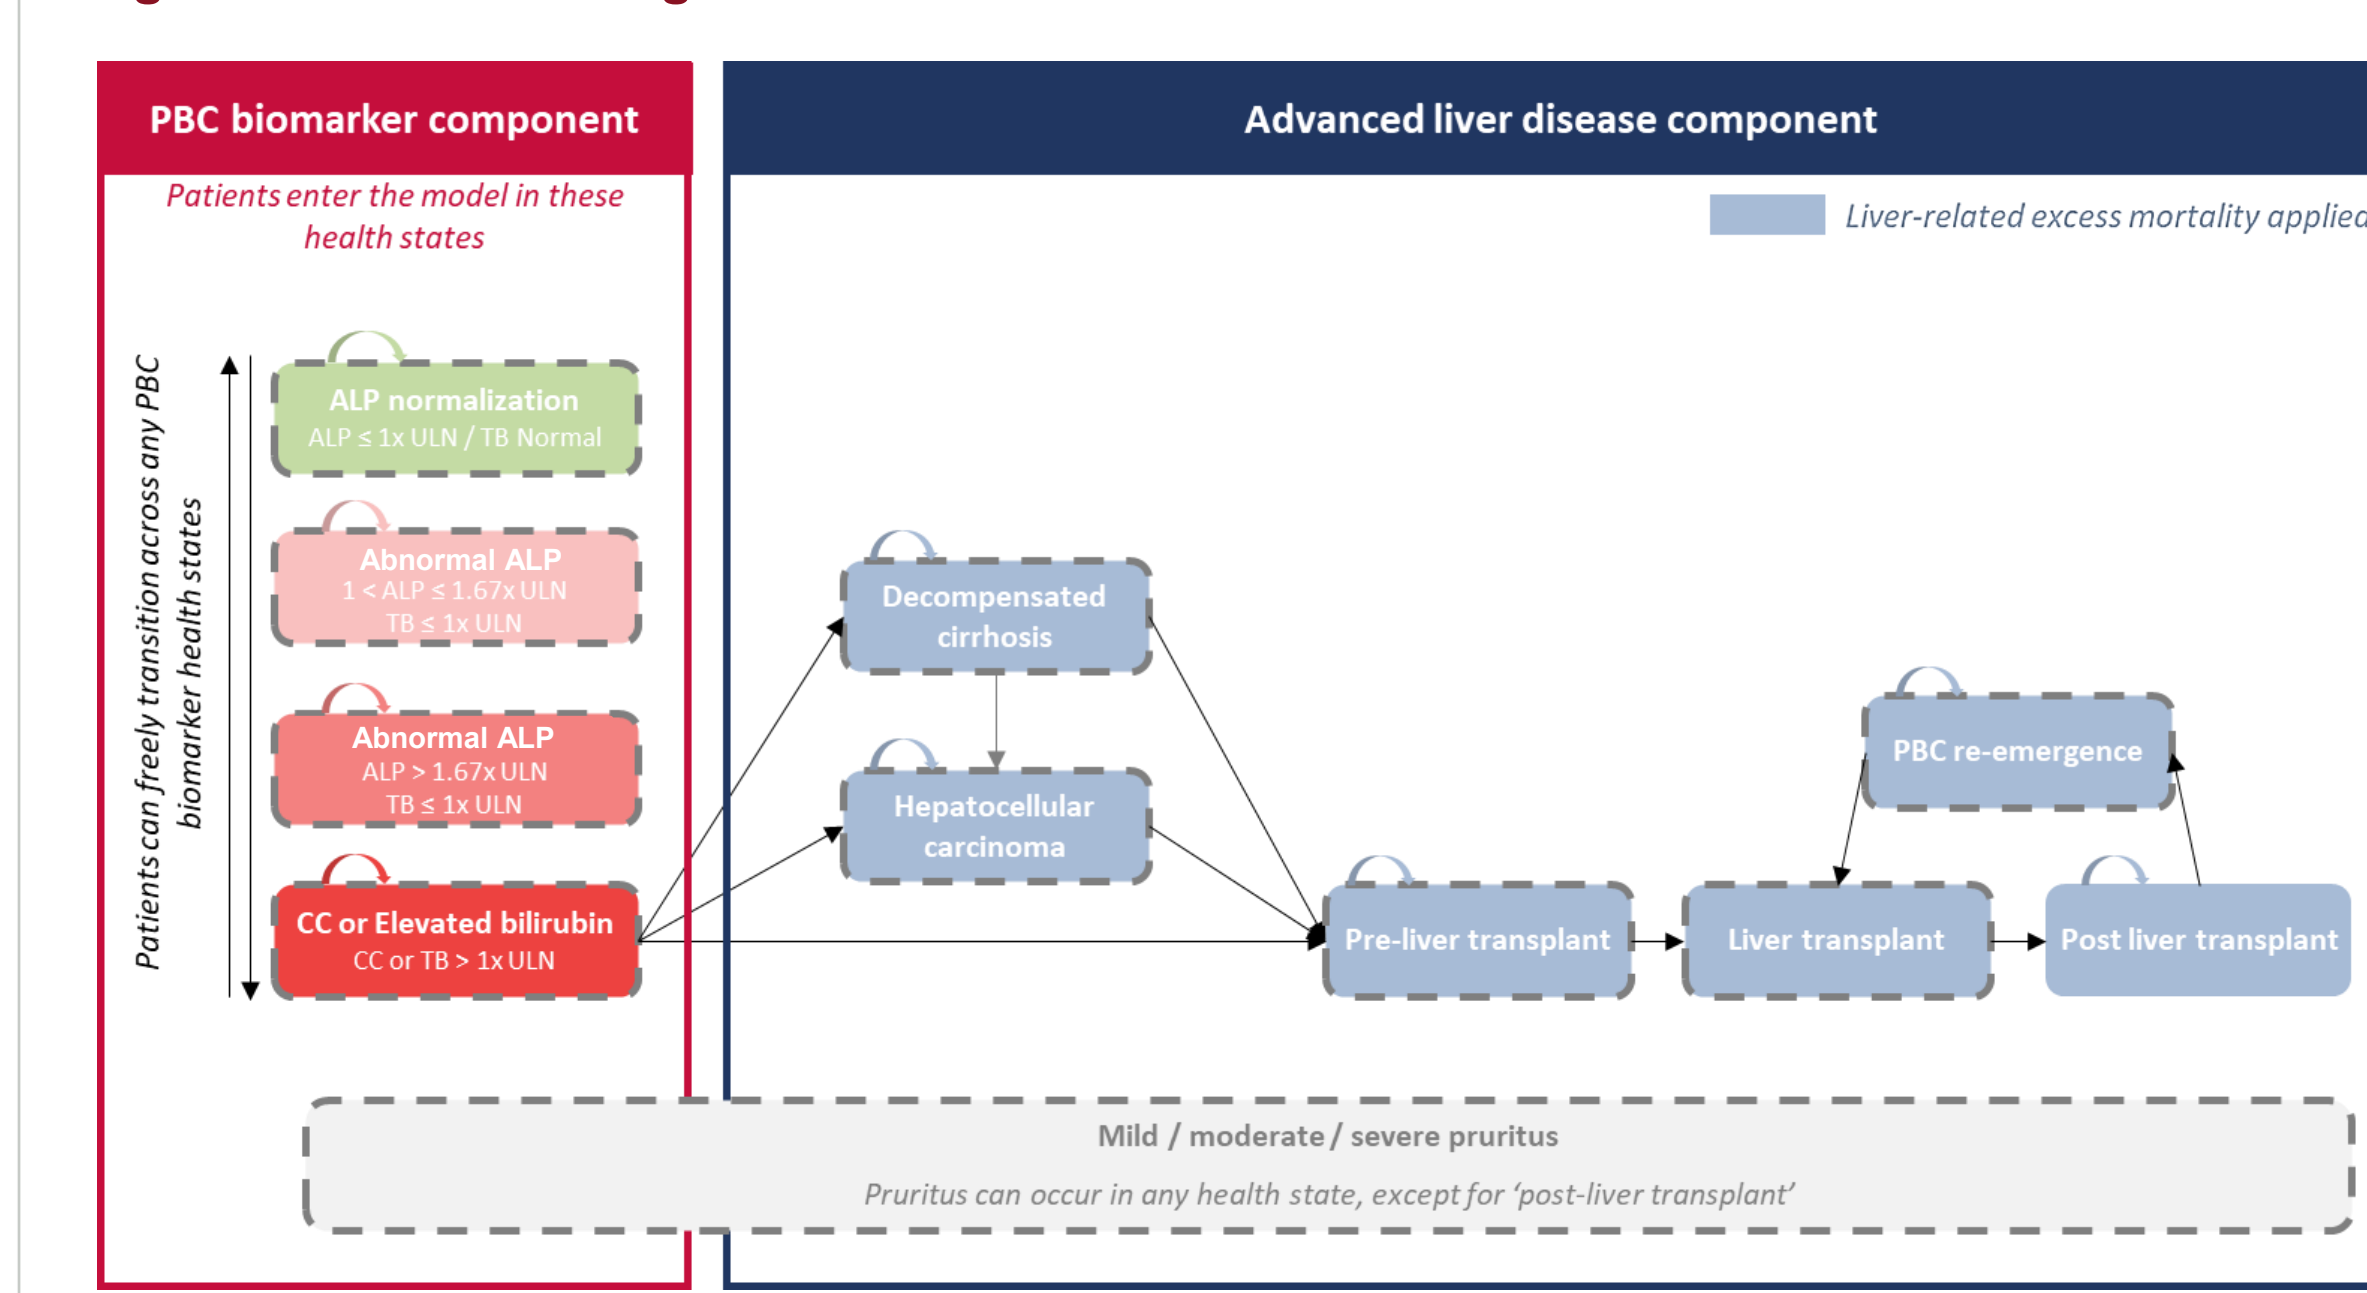 PBC biomarker component
Patients enter the model in these
health states
Patients can freely transition across any PBC
biomarker health states
ALP normalization
ALP ≤ 1x ULN / TB Normal
Abnormal ALP
1 < ALP ≤ 1.67x ULN
TB ≤ 1x ULN
Abnormal ALP
ALP > 1.67x ULN
TB ≤ 1x ULN
CC or Elevated bilirubin
CC or TB > 1x ULN
Advanced liver disease component
Liver-related excess mortality applied
Decompensated
cirrhosis
Hepatocellular
carcinoma
Pre-liver transplant
Liver transplant
PBC re-emergence
Post liver transplant
Mild / moderate / severe pruritus
Pruritus can occur in any health state, except for ‘post-liver transplant’